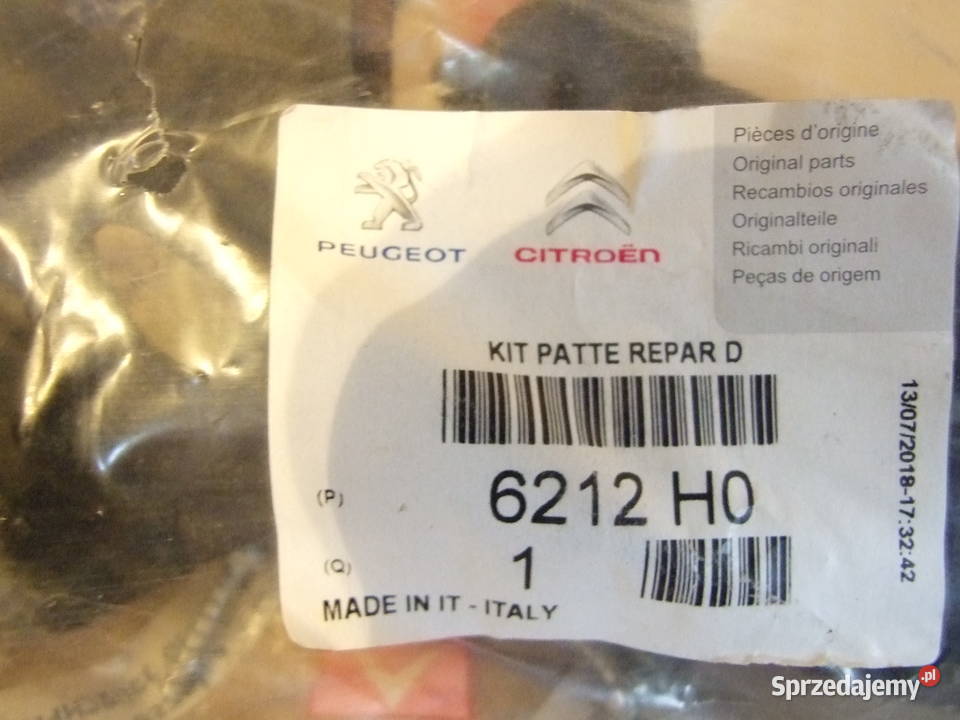 PEUGEOT
CITROËN
Pièces d'origine
Original parts
Recambios originales
Originalteile
Ricambi originali
Peças de origem
KIT PATTE REPAR D
13/07/2018-17:32:42
(P) 6212 H0
(Q) 1
MADE IN IT - ITALY
Sprzedajemy.pl